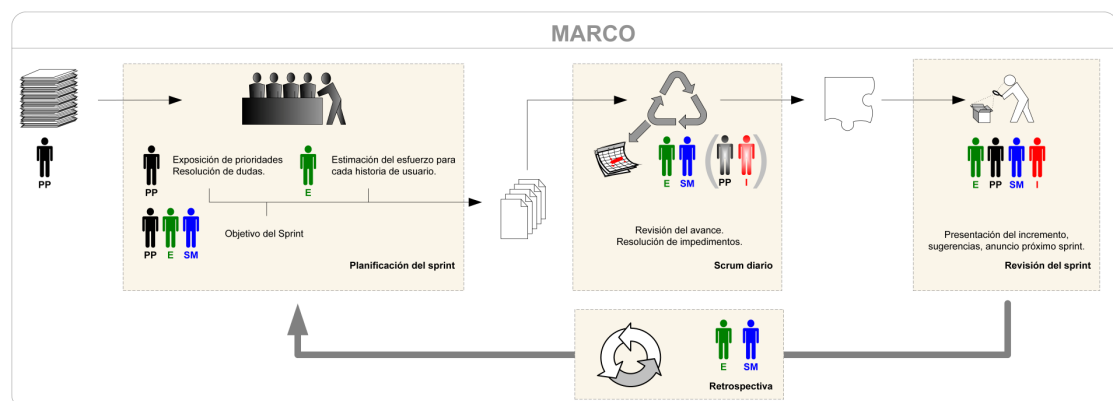 MARCO
PP
PP
Exposición de prioridades
Resolución de dudas.
E
Estimación del esfuerzo para
cada historia de usuario.
PP E SM
Objetivo del Sprint
Planificación del sprint
E SM PP I
Revisión del avance.
Resolución de impedimentos.
Scrum diario
E PP SM I
Presentación del incremento,
sugerencias, anuncio próximo sprint.
Revisión del sprint
E SM
Retrospectiva